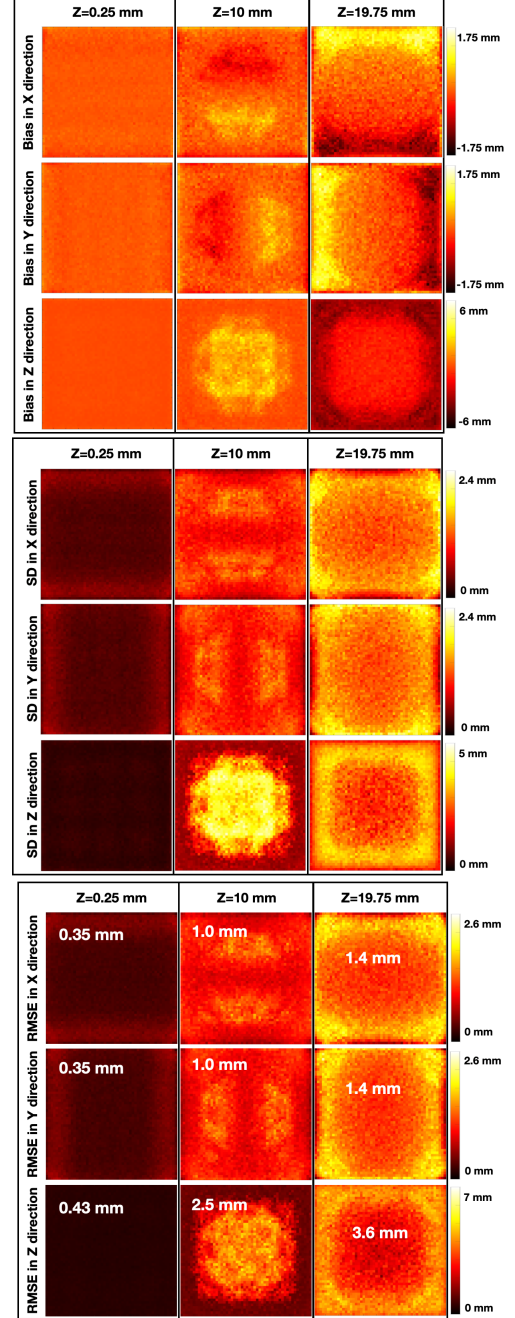 Z=0.25 mm Z=10 mm Z=19.75 mm
Bias in X direction
1.75 mm
-1.75 mm
Bias in Y direction
1.75 mm
-1.75 mm
Bias in Z direction
6 mm
-6 mm
Z=0.25 mm Z=10 mm Z=19.75 mm
SD in X direction
2.4 mm
0 mm
SD in Y direction
2.4 mm
0 mm
SD in Z direction
5 mm
0 mm
Z=0.25 mm Z=10 mm Z=19.75 mm
RMSE in X direction
0.35 mm 1.0 mm 1.4 mm
2.6 mm
0 mm
RMSE in Y direction
0.35 mm 1.0 mm 1.4 mm
2.6 mm
0 mm
RMSE in Z direction
0.43 mm 2.5 mm 3.6 mm
7 mm
0 mm